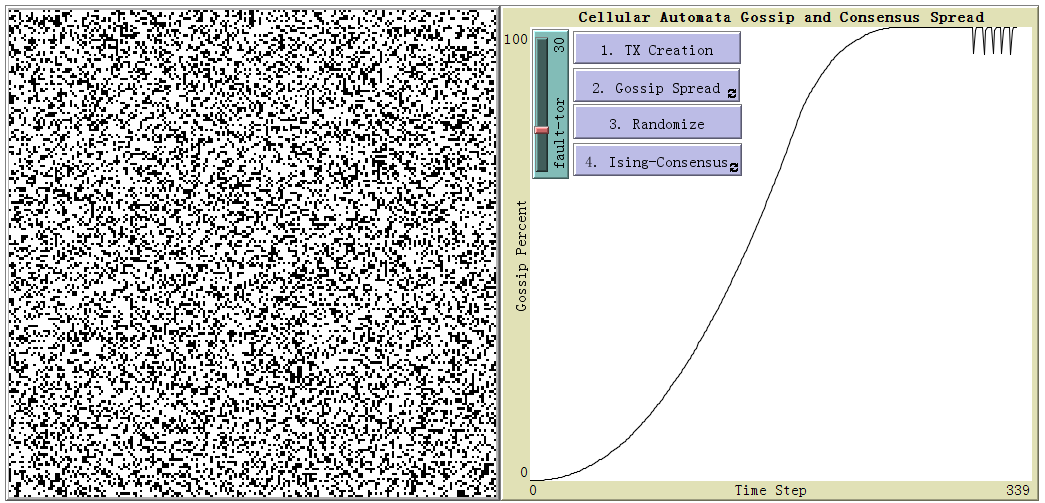 Cellular Automata Gossip and Consensus Spread
100
30
fault-tor
1. TX Creation
2. Gossip Spread
3. Randomize
4. Ising-Consensus
Gossip Percent
0
0
Time Step
339